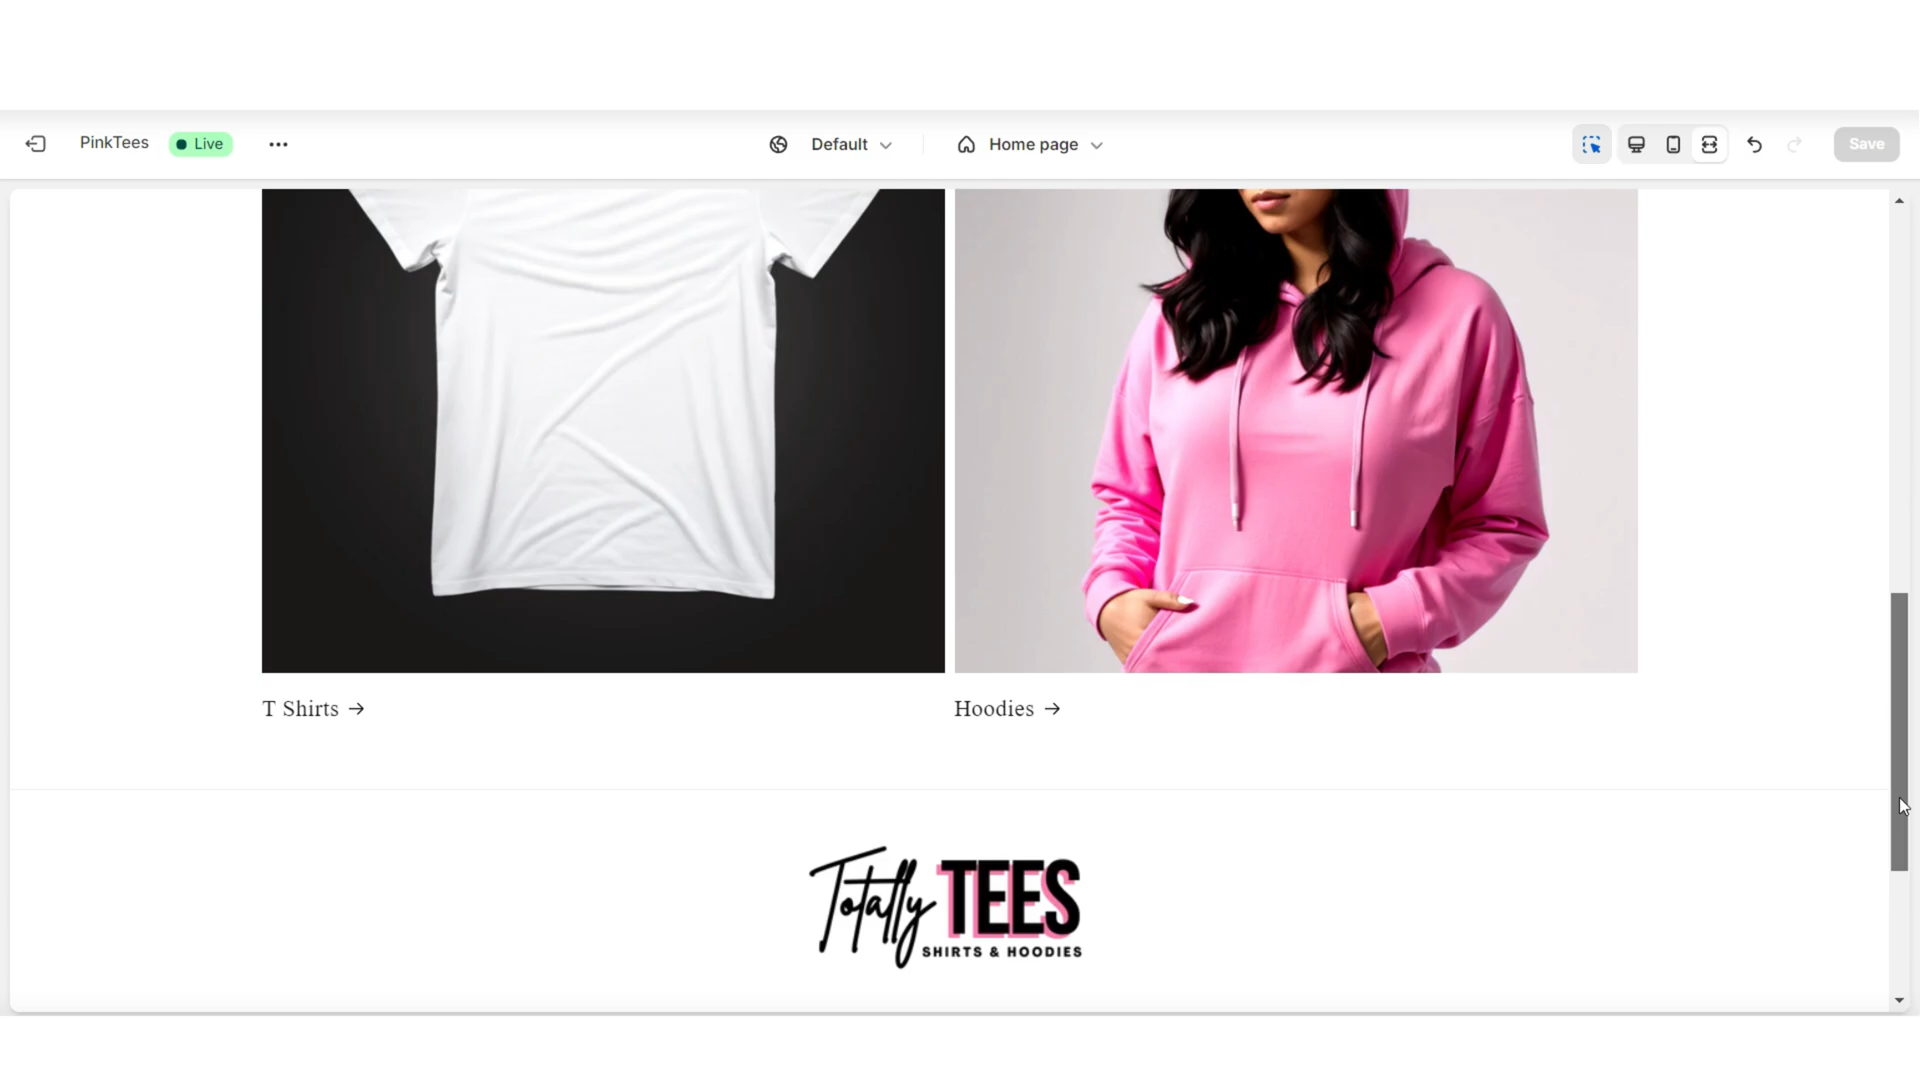 PinkTees Live Default Home page Save
T Shirts → Hoodies →
Totally TEES
SHIRTS & HOODIES